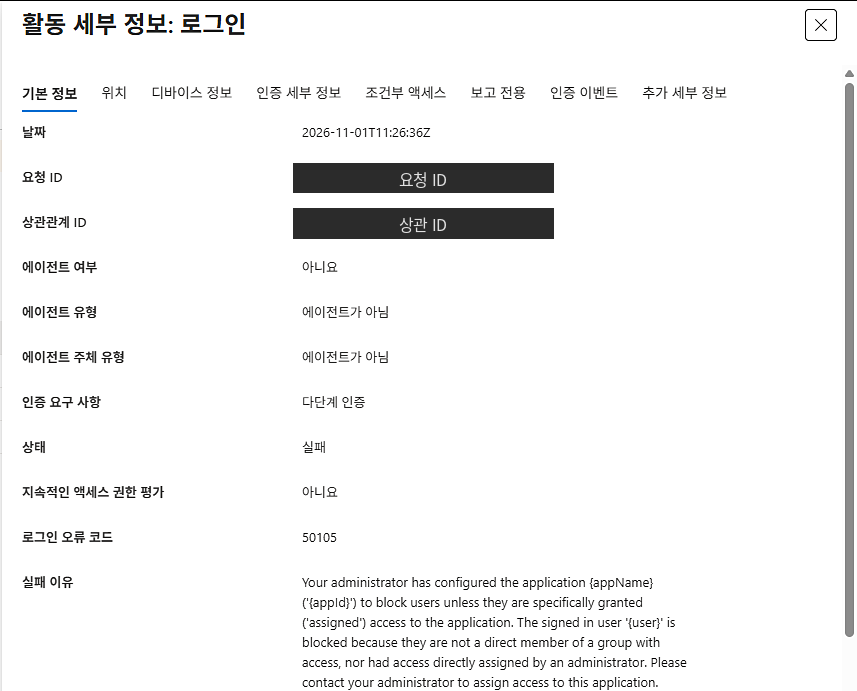 활동 세부 정보: 로그인
기본 정보 위치 디바이스 정보 인증 세부 정보 조건부 액세스 보고 전용 인증 이벤트 추가 세부 정보
날짜 2026-11-01T11:26:36Z
요청 ID 요청 ID
상관관계 ID 상관 ID
에이전트 여부 아니요
에이전트 유형 에이전트가 아님
에이전트 주체 유형 에이전트가 아님
인증 요구 사항 다단계 인증
상태 실패
지속적인 액세스 권한 평가 아니요
로그인 오류 코드 50105
실패 이유 Your administrator has configured the application {appName}
('{appId}') to block users unless they are specifically granted
('assigned') access to the application. The signed in user '{user}' is
blocked because they are not a direct member of a group with
access, nor had access directly assigned by an administrator. Please
contact your administrator to assign access to this application.